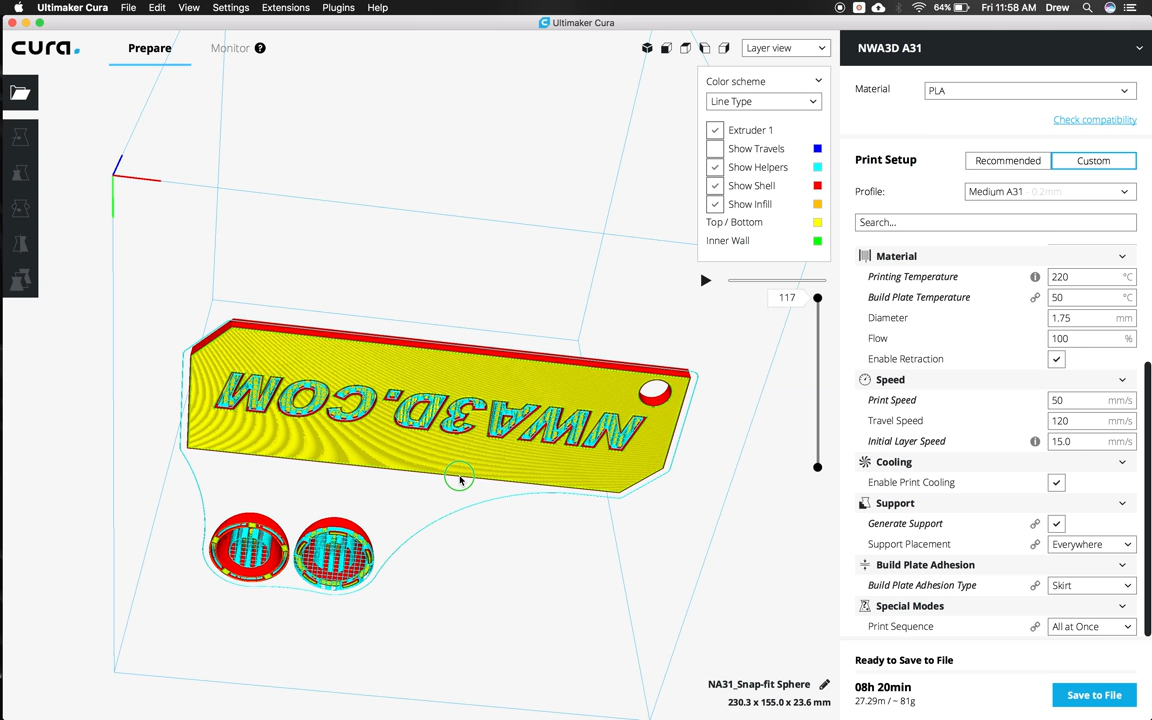 Ultimaker Cura File Edit View Settings Extensions Plugins Help 64% Fri 11:58 AM Drew
Ultimaker Cura
cura.
Prepare
Monitor ?
Layer view
NWA3D A31
Color scheme
Line Type
Extruder 1
Show Travels
Show Helpers
Show Shell
Show Infill
Top / Bottom
Inner Wall
117
NWA3D.COM
NA31_Snap-fit Sphere
230.3 x 155.0 x 23.6 mm
Material PLA
Check compatibility
Print Setup Recommended Custom
Profile: Medium A31 - 0.2mm
Search...
Material
Printing Temperature 220 °C
Build Plate Temperature 50 °C
Diameter 1.75 mm
Flow 100 %
Enable Retraction
Speed
Print Speed 50 mm/s
Travel Speed 120 mm/s
Initial Layer Speed 15.0 mm/s
Cooling
Enable Print Cooling
Support
Generate Support
Support Placement Everywhere
Build Plate Adhesion
Build Plate Adhesion Type Skirt
Special Modes
Print Sequence All at Once
Ready to Save to File
08h 20min
27.29m / ~ 81g
Save to File